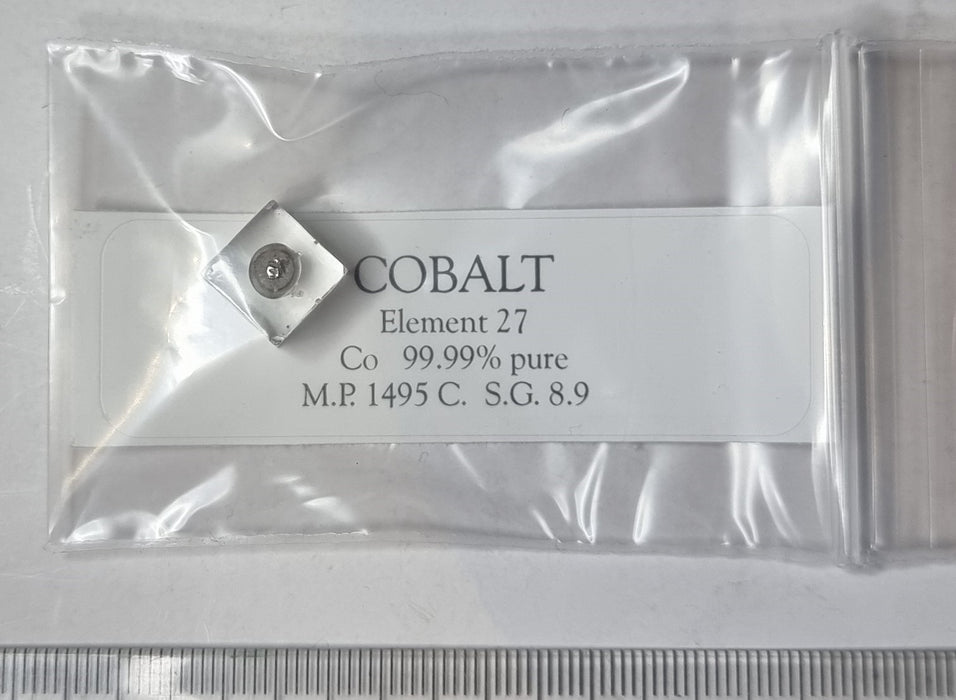 COBALT
Element 27
Co 99.99% pure
M.P. 1495 C. S.G. 8.9